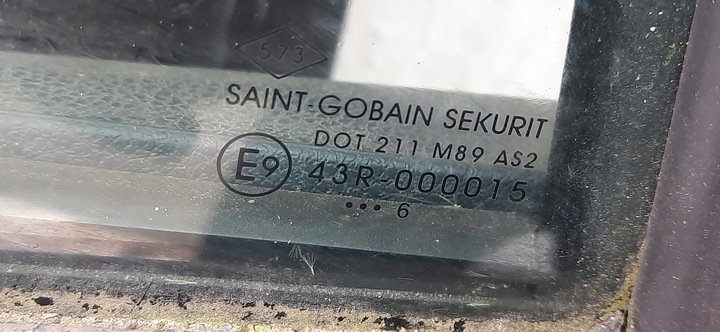 573
SAINT-GOBAIN SEKURIT
DOT 211 M89 AS2
E9 43R-000015
••• 6